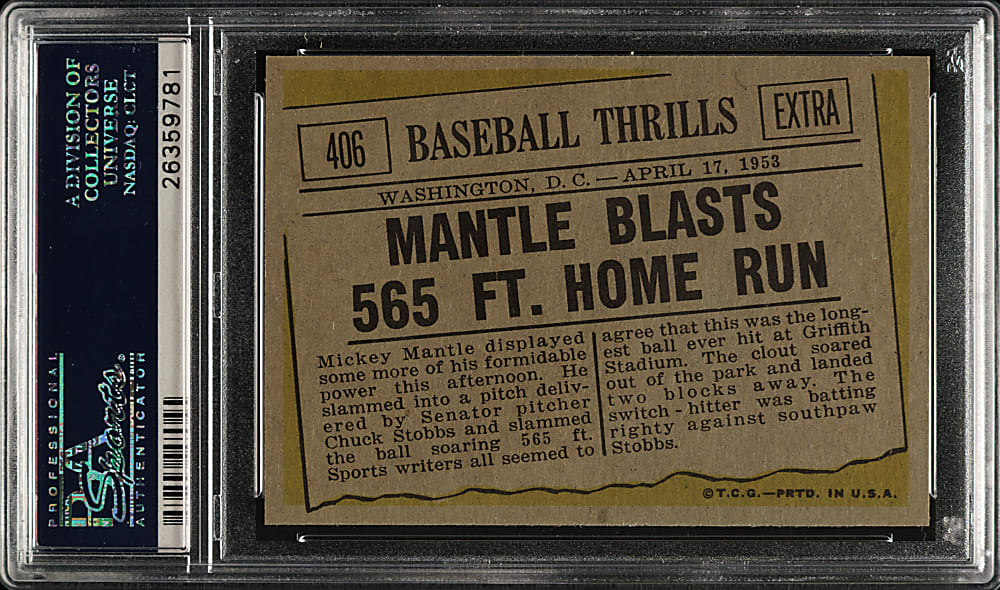 A DIVISION OF
COLLECTORS
UNIVERSE
NASDAQ: CLCT
26359781
PROFESSIONAL
PSA
Sports
AUTHENTICATOR
406
BASEBALL THRILLS
EXTRA
WASHINGTON, D. C. — APRIL 17, 1953
MANTLE BLASTS
565 FT. HOME RUN
Mickey Mantle displayed
some more of his formidable
power this afternoon. He
slammed into a pitch deliv-
ered by Senator pitcher
Chuck Stobbs and slammed
the ball soaring 565 ft.
Sports writers all seemed to
agree that this was the long-
est ball ever hit at Griffith
Stadium. The clout soared
out of the park and landed
two blocks away. The
switch-hitter was batting
righty against southpaw
Stobbs.
©T.C.G.—PRTD. IN U.S.A.